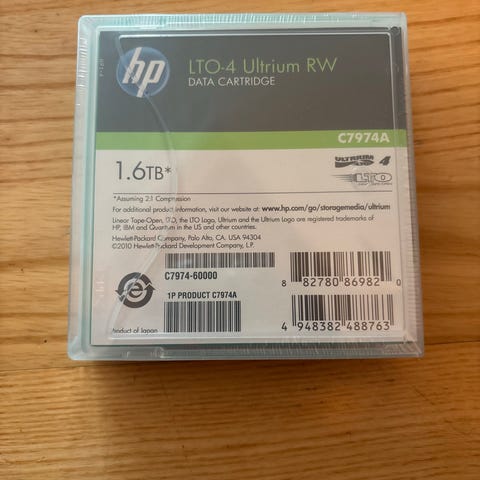 hp
LTO-4 Ultrium RW
DATA CARTRIDGE
C7974A
1.6TB*
ULTRIUM 4
LTO
*Assuming 2:1 Compression
For additional product information, visit our website at: www.hp.com/go/storagemedia/ultrium
Linear Tape-Open, LTO, the LTO Logo, Ultrium and the Ultrium Logo are registered trademarks of
HP, IBM and Quantum in the US and other countries.
Hewlett-Packard Company, Palo Alto, CA, USA 94304
©2010 Hewlett-Packard Development Company, L.P.
C7974-60000
8 82780 86982 0
1P PRODUCT C7974A
4 948382 488763
Product of Japan